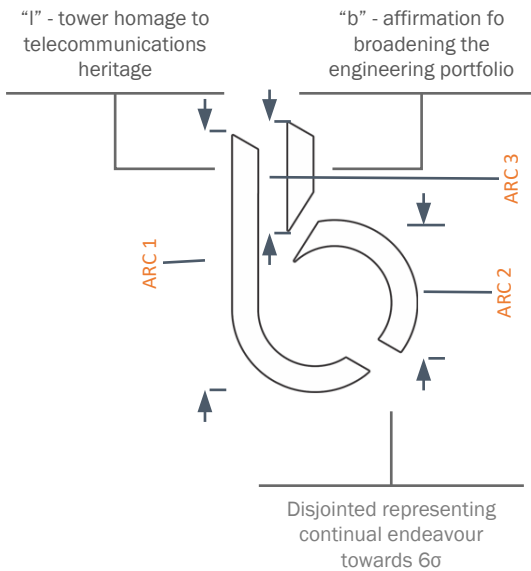 “l” - tower homage to
telecommunications
heritage
“b” - affirmation fo
broadening the
engineering portfolio
ARC 1
ARC 3
ARC 2
Disjointed representing
continual endeavour
towards 6σ